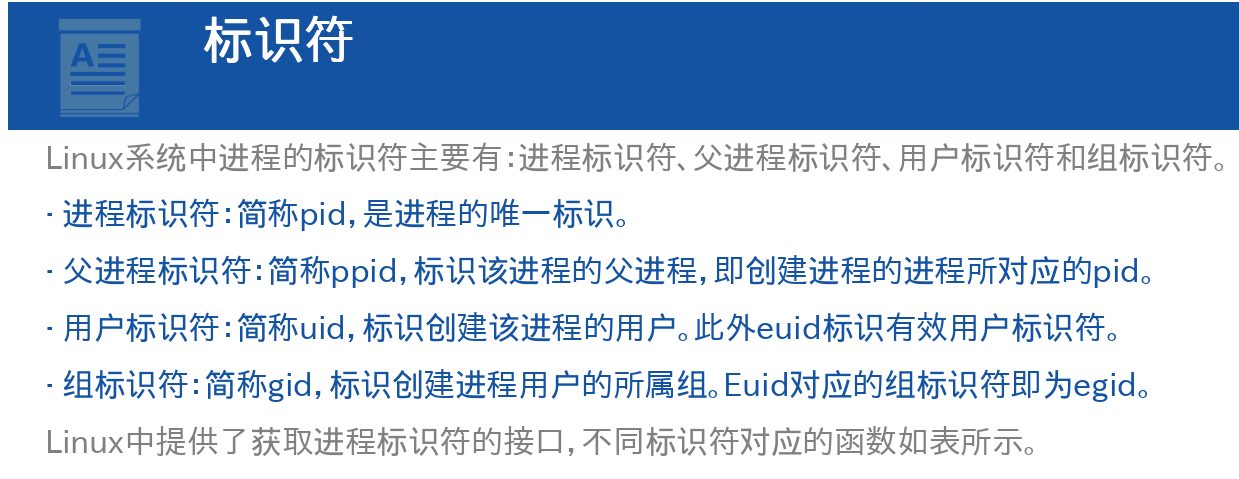 A
标识符
Linux系统中进程的标识符主要有:进程标识符、父进程标识符、用户标识符和组标识符。
· 进程标识符:简称pid,是进程的唯一标识。
· 父进程标识符:简称ppid,标识该进程的父进程,即创建进程的进程所对应的pid。
· 用户标识符:简称uid,标识创建该进程的用户。此外euid标识有效用户标识符。
· 组标识符:简称gid,标识创建进程用户的所属组。Euid对应的组标识符即为egid。
Linux中提供了获取进程标识符的接口,不同标识符对应的函数如表所示。